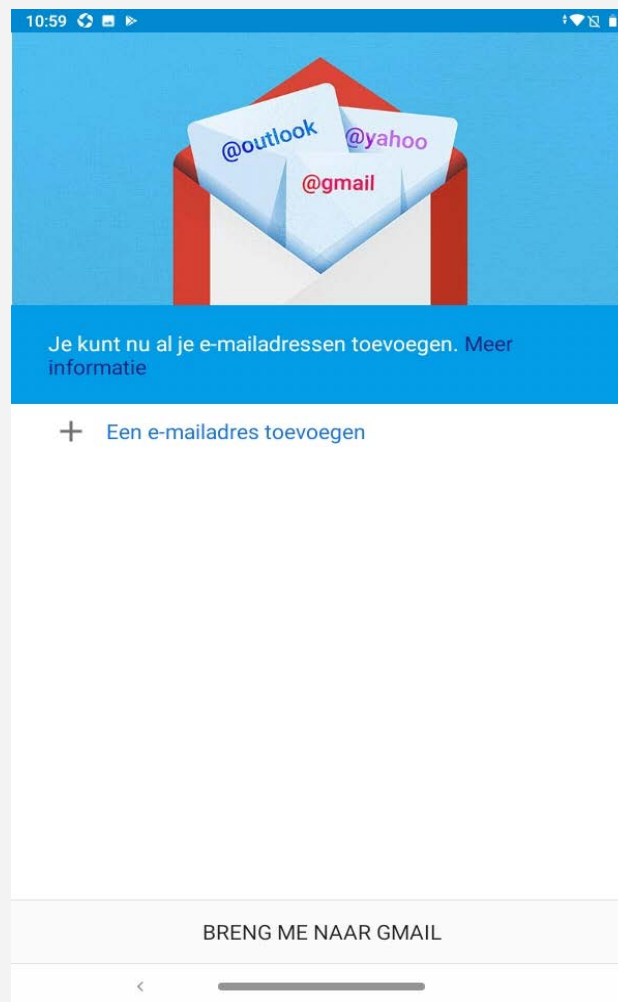 10:59
@outlook
@yahoo
@gmail
Je kunt nu al je e-mailadressen toevoegen. Meer
informatie
Een e-mailadres toevoegen
BRENG ME NAAR GMAIL